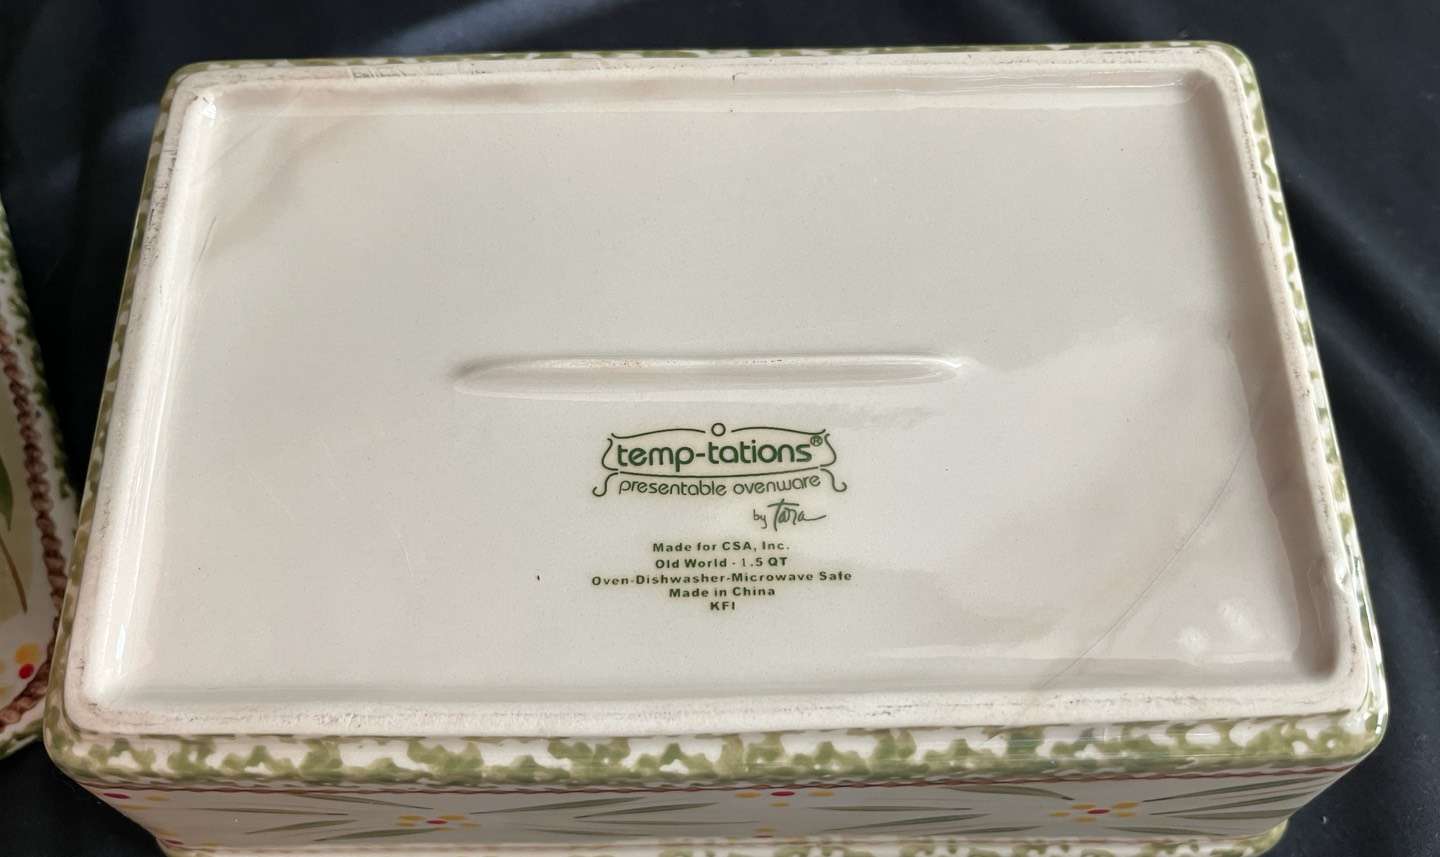 temp-tations®
presentable ovenware
by Tara
Made for CSA, Inc.
Old World - 1.5 QT
Oven-Dishwasher-Microwave Safe
Made in China
KFI